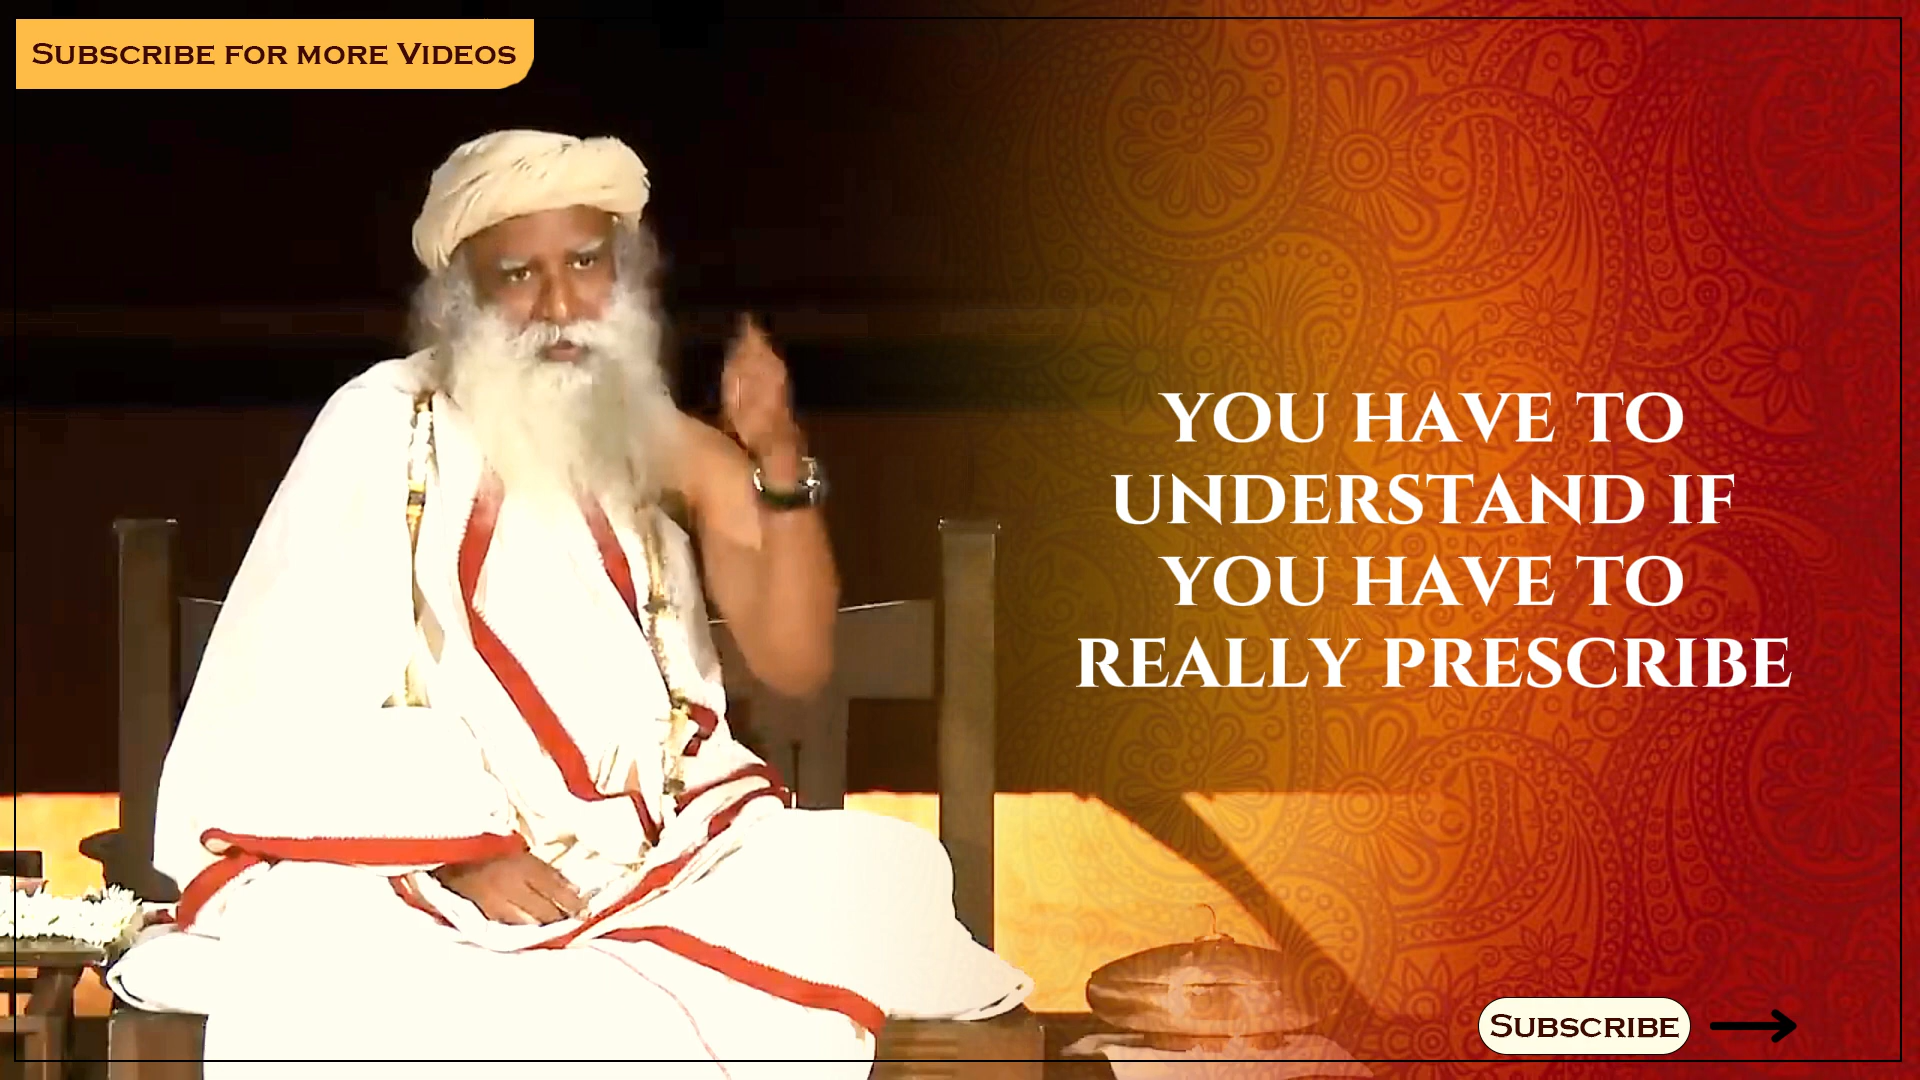 Subscribe for more Videos
YOU HAVE TO
UNDERSTAND IF
YOU HAVE TO
REALLY PRESCRIBE
Subscribe